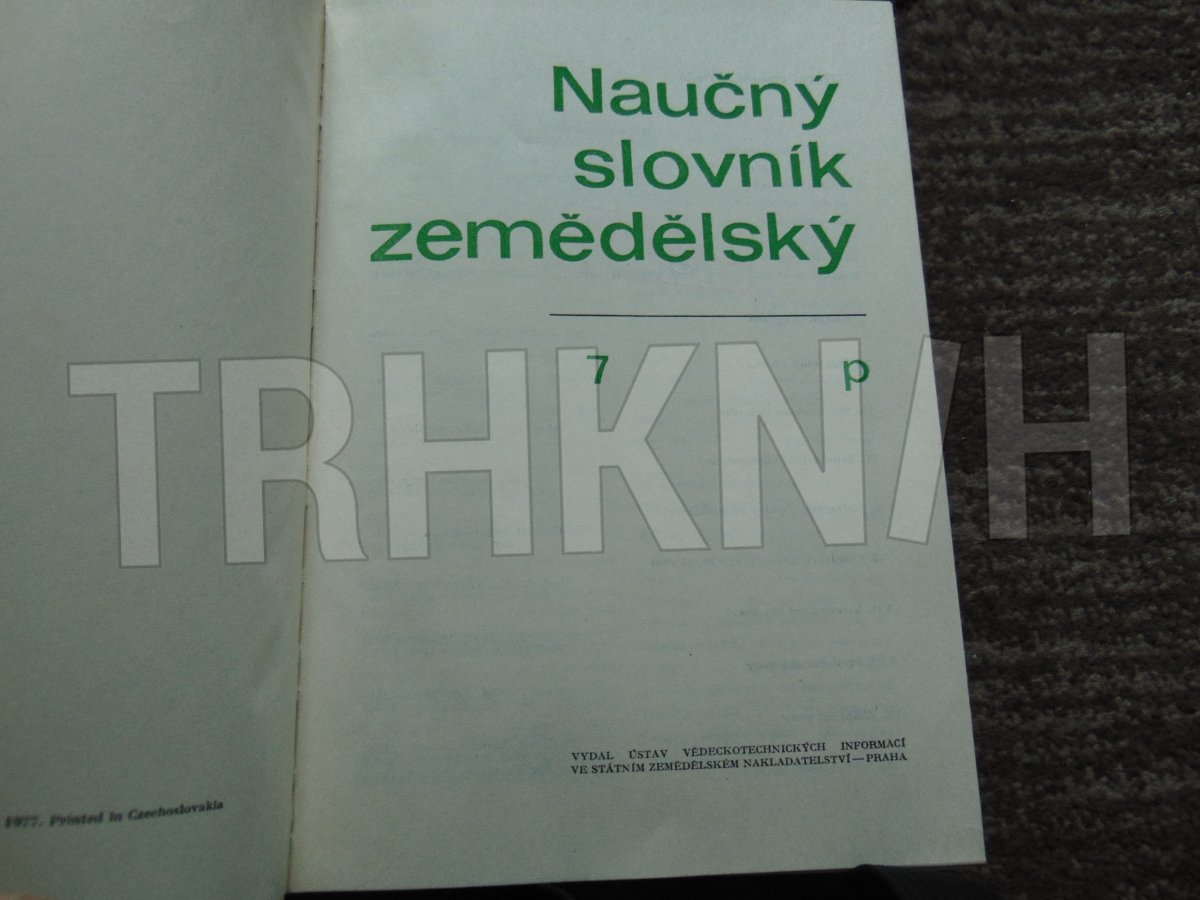 Naučný
slovník
zemědělský
7 p
TRHKNIH
VYDAL ÚSTAV VĚDECKOTECHNICKÝCH INFORMACÍ
VE STÁTNÍM ZEMĚDĚLSKÉM NAKLADATELSTVÍ — PRAHA
1977. Printed in Czechoslovakia